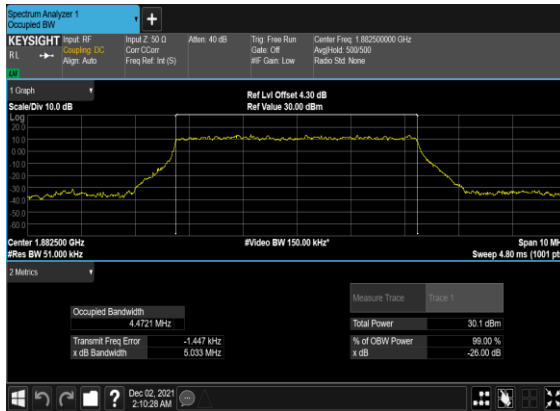 Spectrum Analyzer 1
Occupied BW
+
KEYSIGHT Input: RF Input Z: 50 Ω Atten: 40 dB Trig: Free Run Center Freq: 1.882500000 GHz
RL Coupling: DC Corr CCorr Gate: Off Avg|Hold: 500/500
Align: Auto Freq Ref: Int (S) #IF Gain: Low Radio Std: None
1 Graph
Scale/Div 10.0 dB
Ref Lvl Offset 4.30 dB
Ref Value 30.00 dBm
Log
20.0
10.0
0.00
-10.0
-20.0
-30.0
-40.0
-50.0
-60.0
Center 1.882500 GHz #Video BW 150.00 kHz* Span 10 MH
#Res BW 51.000 kHz Sweep 4.80 ms (1001 pt
2 Metrics
Measure Trace Trace 1
Occupied Bandwidth
4.4721 MHz
Total Power 30.1 dBm
Transmit Freq Error -1.447 kHz % of OBW Power 99.00 %
x dB Bandwidth 5.033 MHz x dB -26.00 dB
? Dec 02, 2021
2:10:28 AM